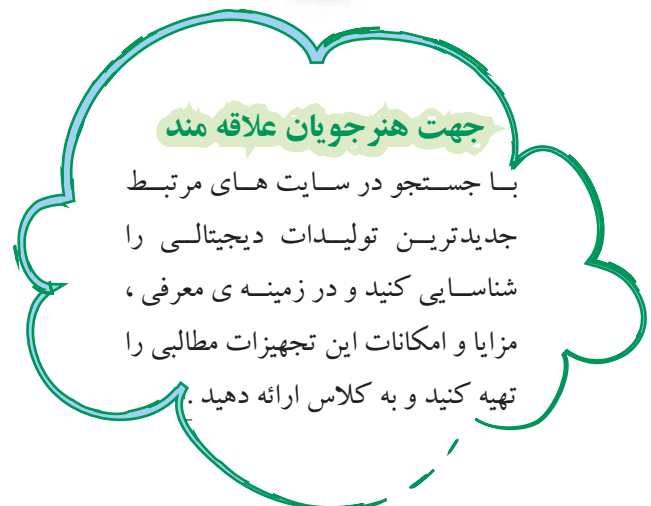 جهت هنرجویان علاقه مند
با جستجو در سایت های مرتبط
جدیدترین تولیدات دیجیتالی را
شناسایی کنید و در زمینه ی معرفی ،
مزایا و امکانات این تجهیزات مطالبی را
تهیه کنید و به کلاس ارائه دهید .